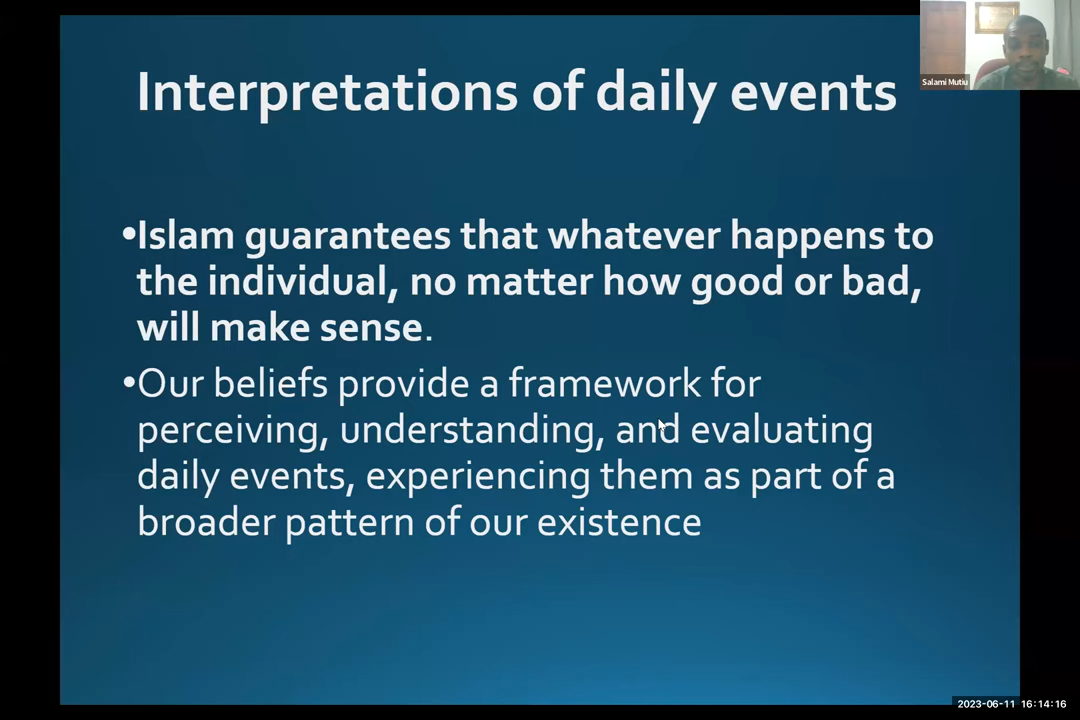 Salami Mutiu
Interpretations of daily events
•Islam guarantees that whatever happens to
the individual, no matter how good or bad,
will make sense.
•Our beliefs provide a framework for
perceiving, understanding, and evaluating
daily events, experiencing them as part of a
broader pattern of our existence
2023-06-11 16:14:16